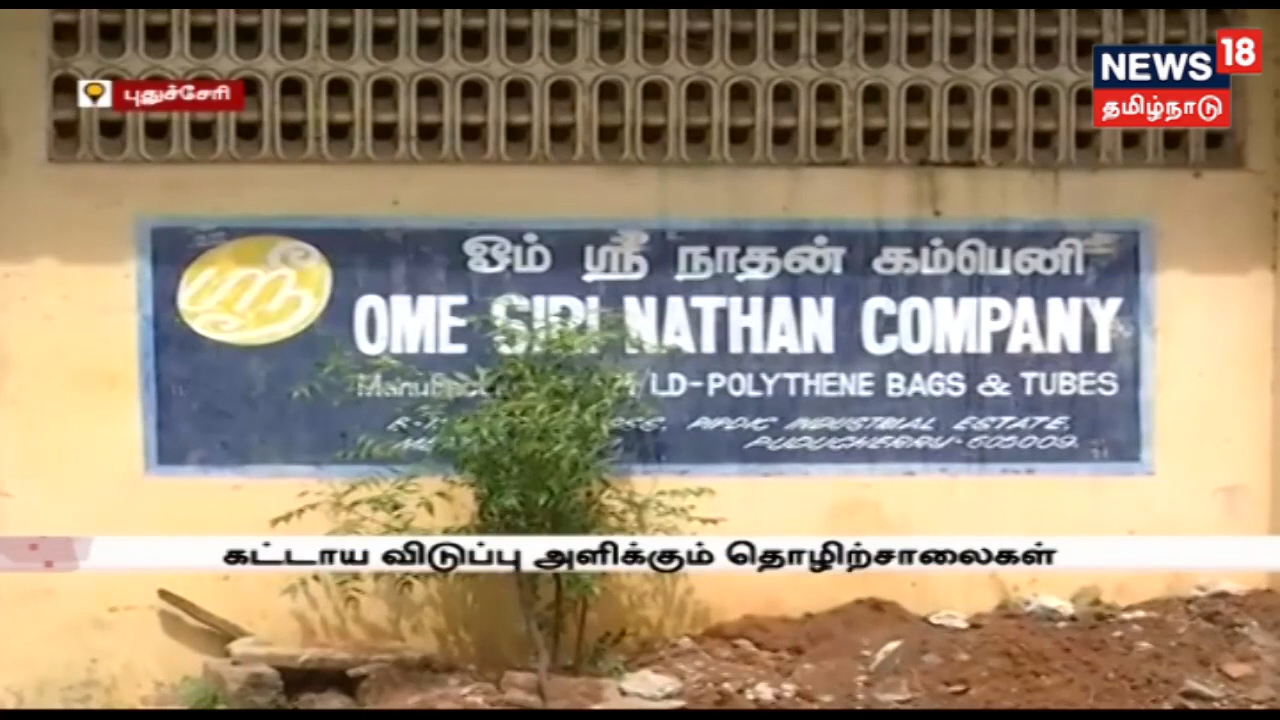 NEWS 18
தமிழ்நாடு
புதுச்சேரி
ஸ்ரீ
ஓம் ஸ்ரீ நாதன் கம்பெனி
OME SIRI NATHAN COMPANY
LD-POLYTHENE BAGS & TUBES
PIPDIC INDUSTRIAL ESTATE,
PUDUCHERRY-605009.
கட்டாய விடுப்பு அளிக்கும் தொழிற்சாலைகள்